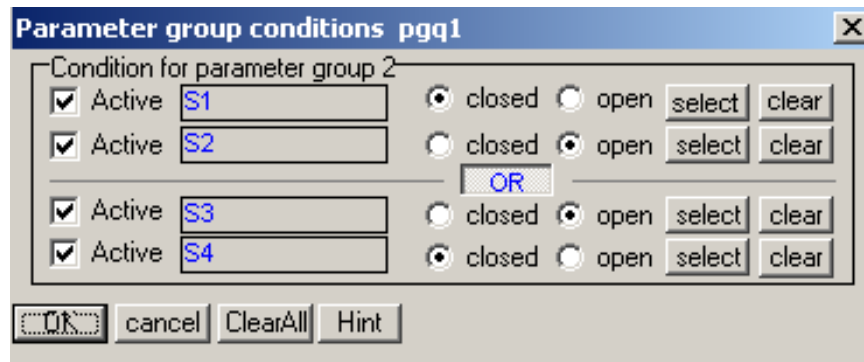 Parameter group conditions pgq1
Condition for parameter group 2
Active S1 closed open select clear
Active S2 closed open select clear
OR
Active S3 closed open select clear
Active S4 closed open select clear
OK cancel ClearAll Hint